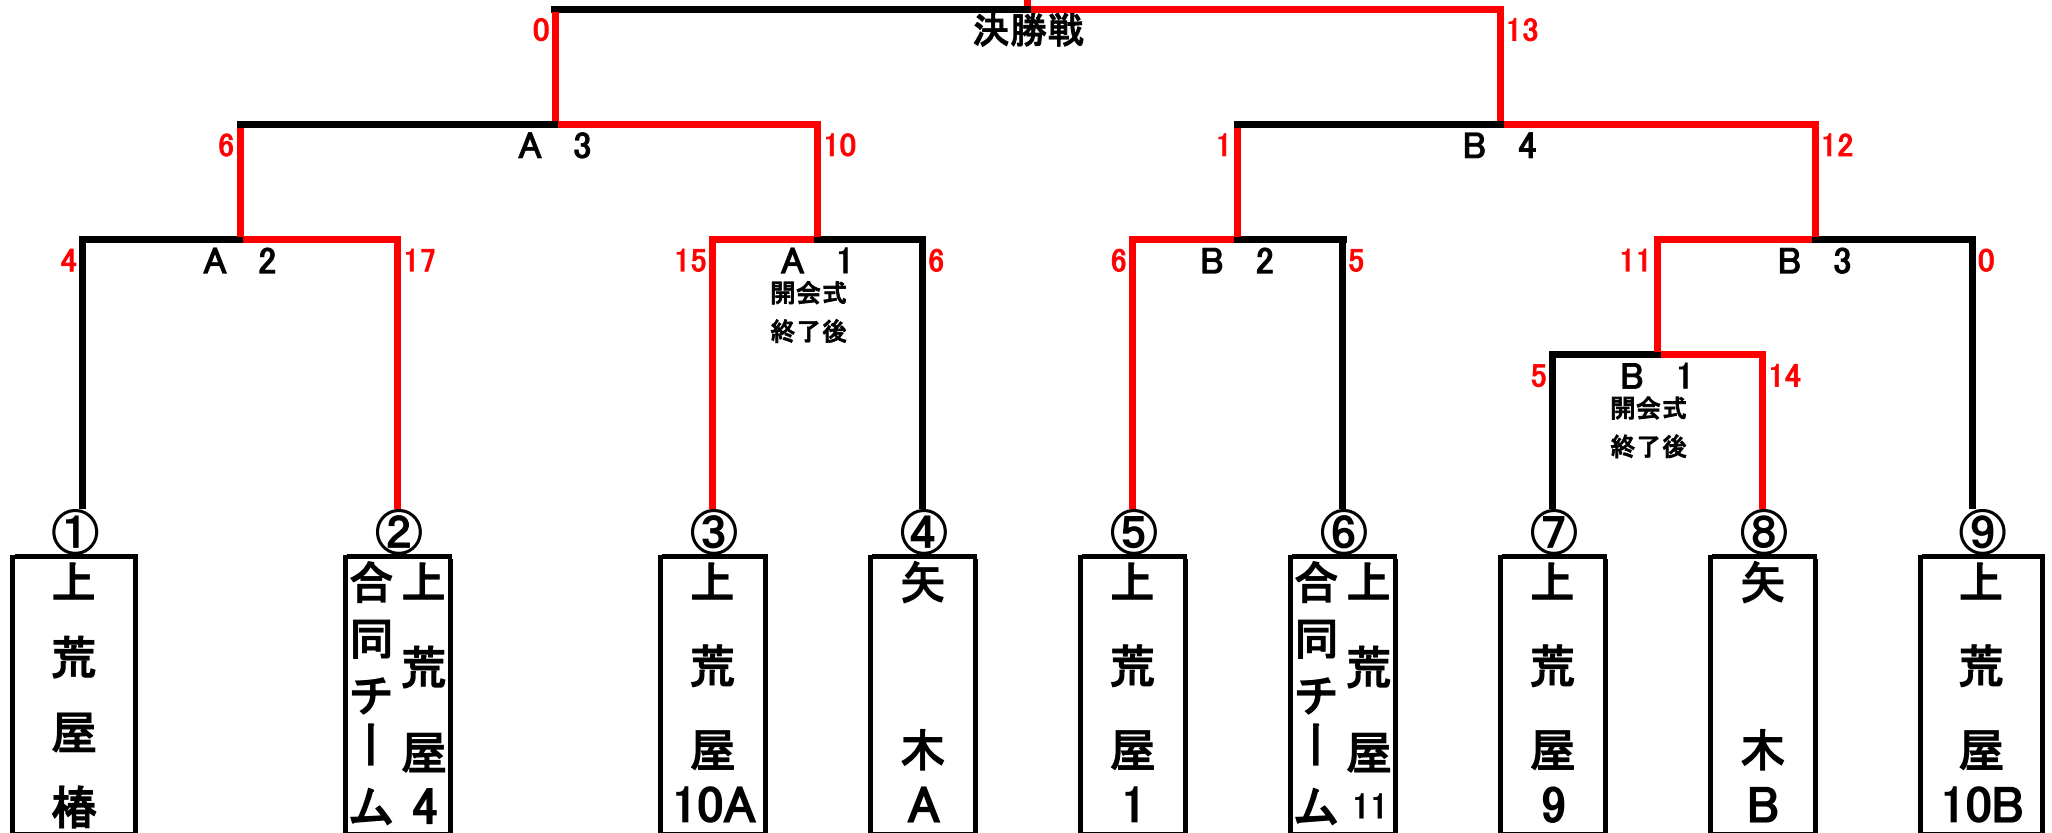 0
13
決勝戦
6
A 3
10
1
B 4
12
4
A 2
17
15
A 1
6
開会式
終了後
6
B 2
5
11
B 3
0
5
B 1
14
開会式
終了後
①
②
③
④
⑤
⑥
⑦
⑧
⑨
上荒屋椿
上荒屋4
合同チーム
上荒屋10A
矢木A
上荒屋1
上荒屋11
合同チーム
上荒屋9
矢木B
上荒屋10B